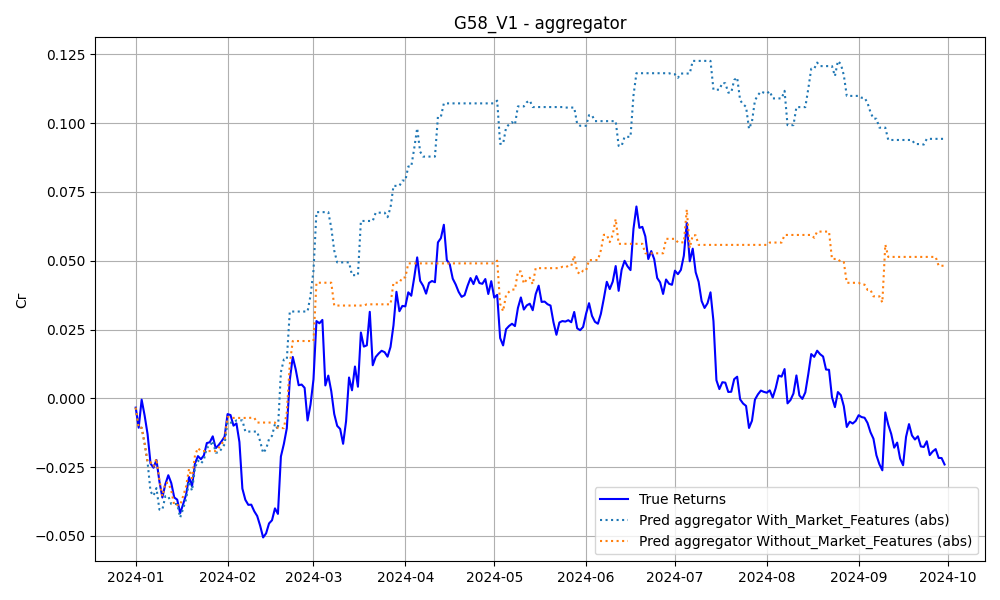 G58_V1 - aggregator
Cr
0.125
0.100
0.075
0.050
0.025
0.000
−0.025
−0.050
True Returns
Pred aggregator With_Market_Features (abs)
Pred aggregator Without_Market_Features (abs)
2024-01 2024-02 2024-03 2024-04 2024-05 2024-06 2024-07 2024-08 2024-09 2024-10